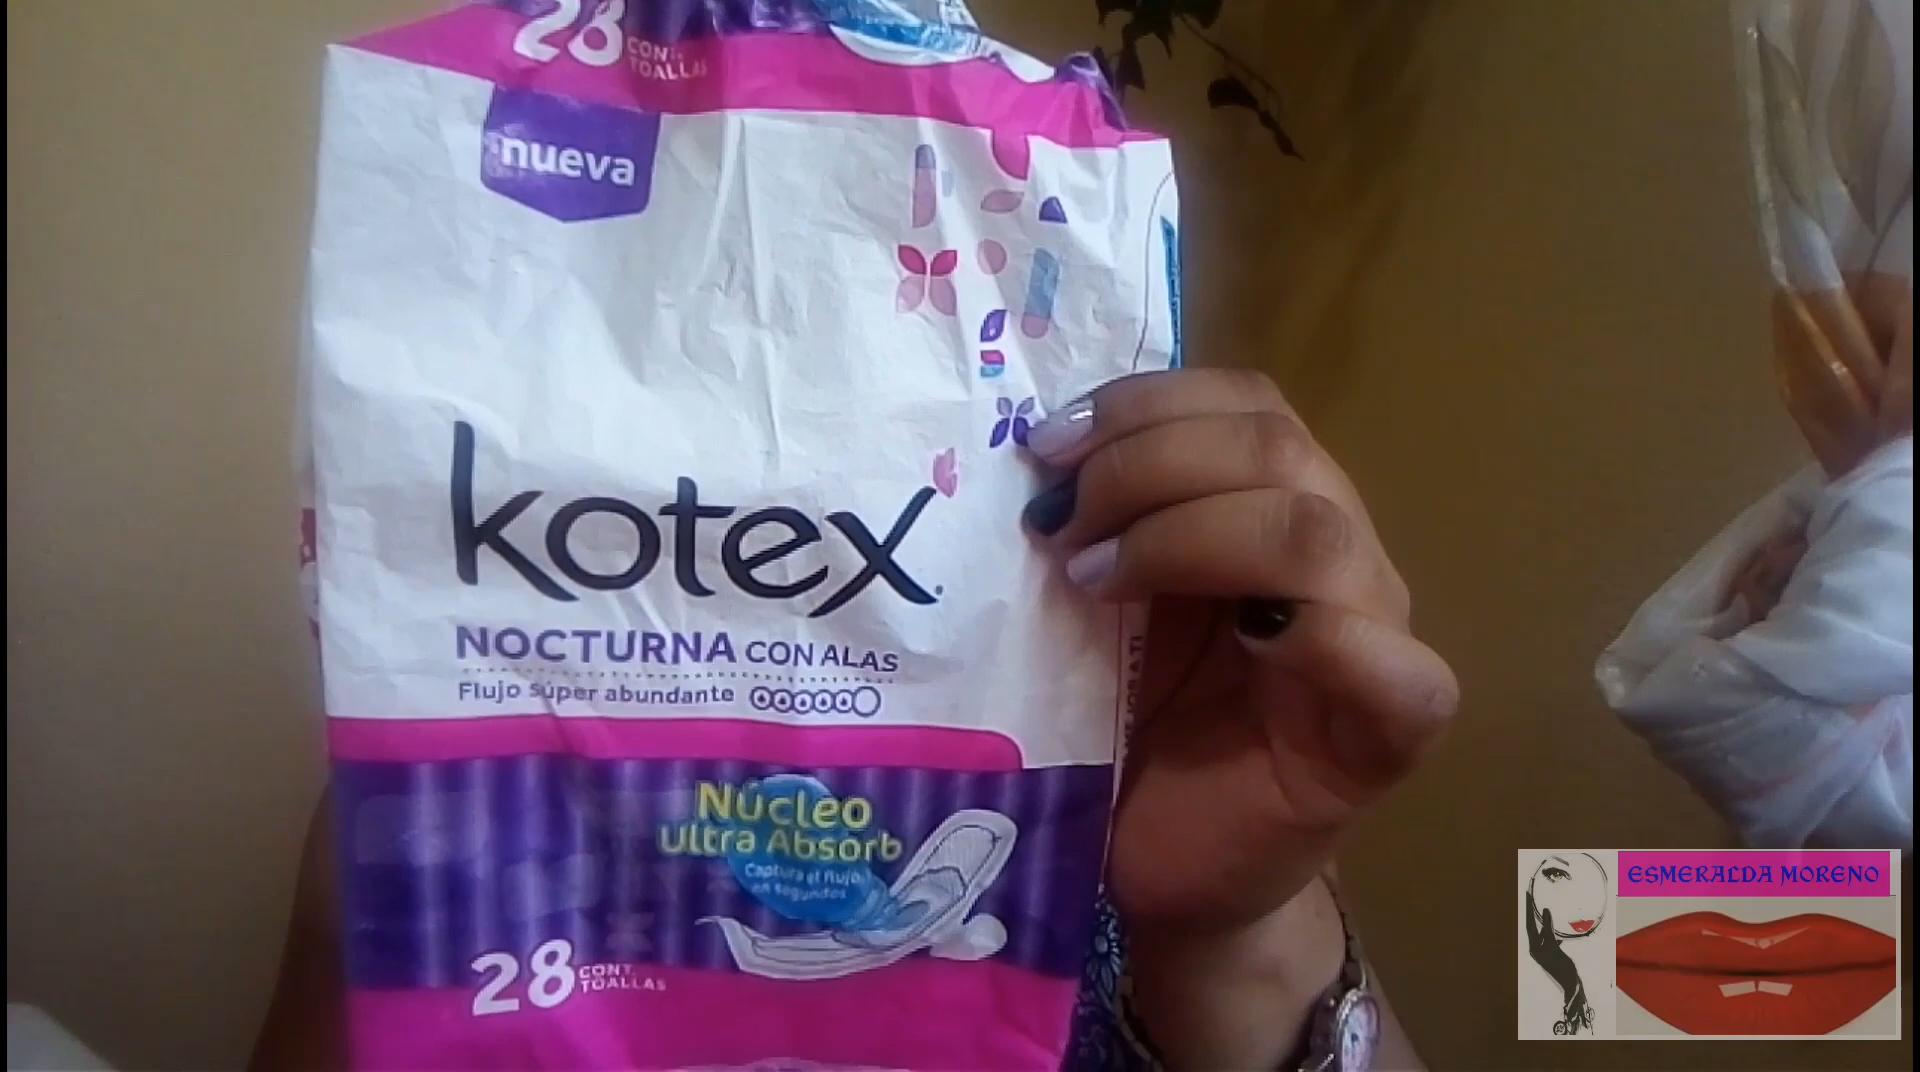 28 CONT.
TOALLAS
nueva
kotex
NOCTURNA CON ALAS
Flujo súper abundante
Núcleo
Ultra Absorb
Captura el flujo
en segundos
28 CONT.
TOALLAS
ESMERALDA MORENO